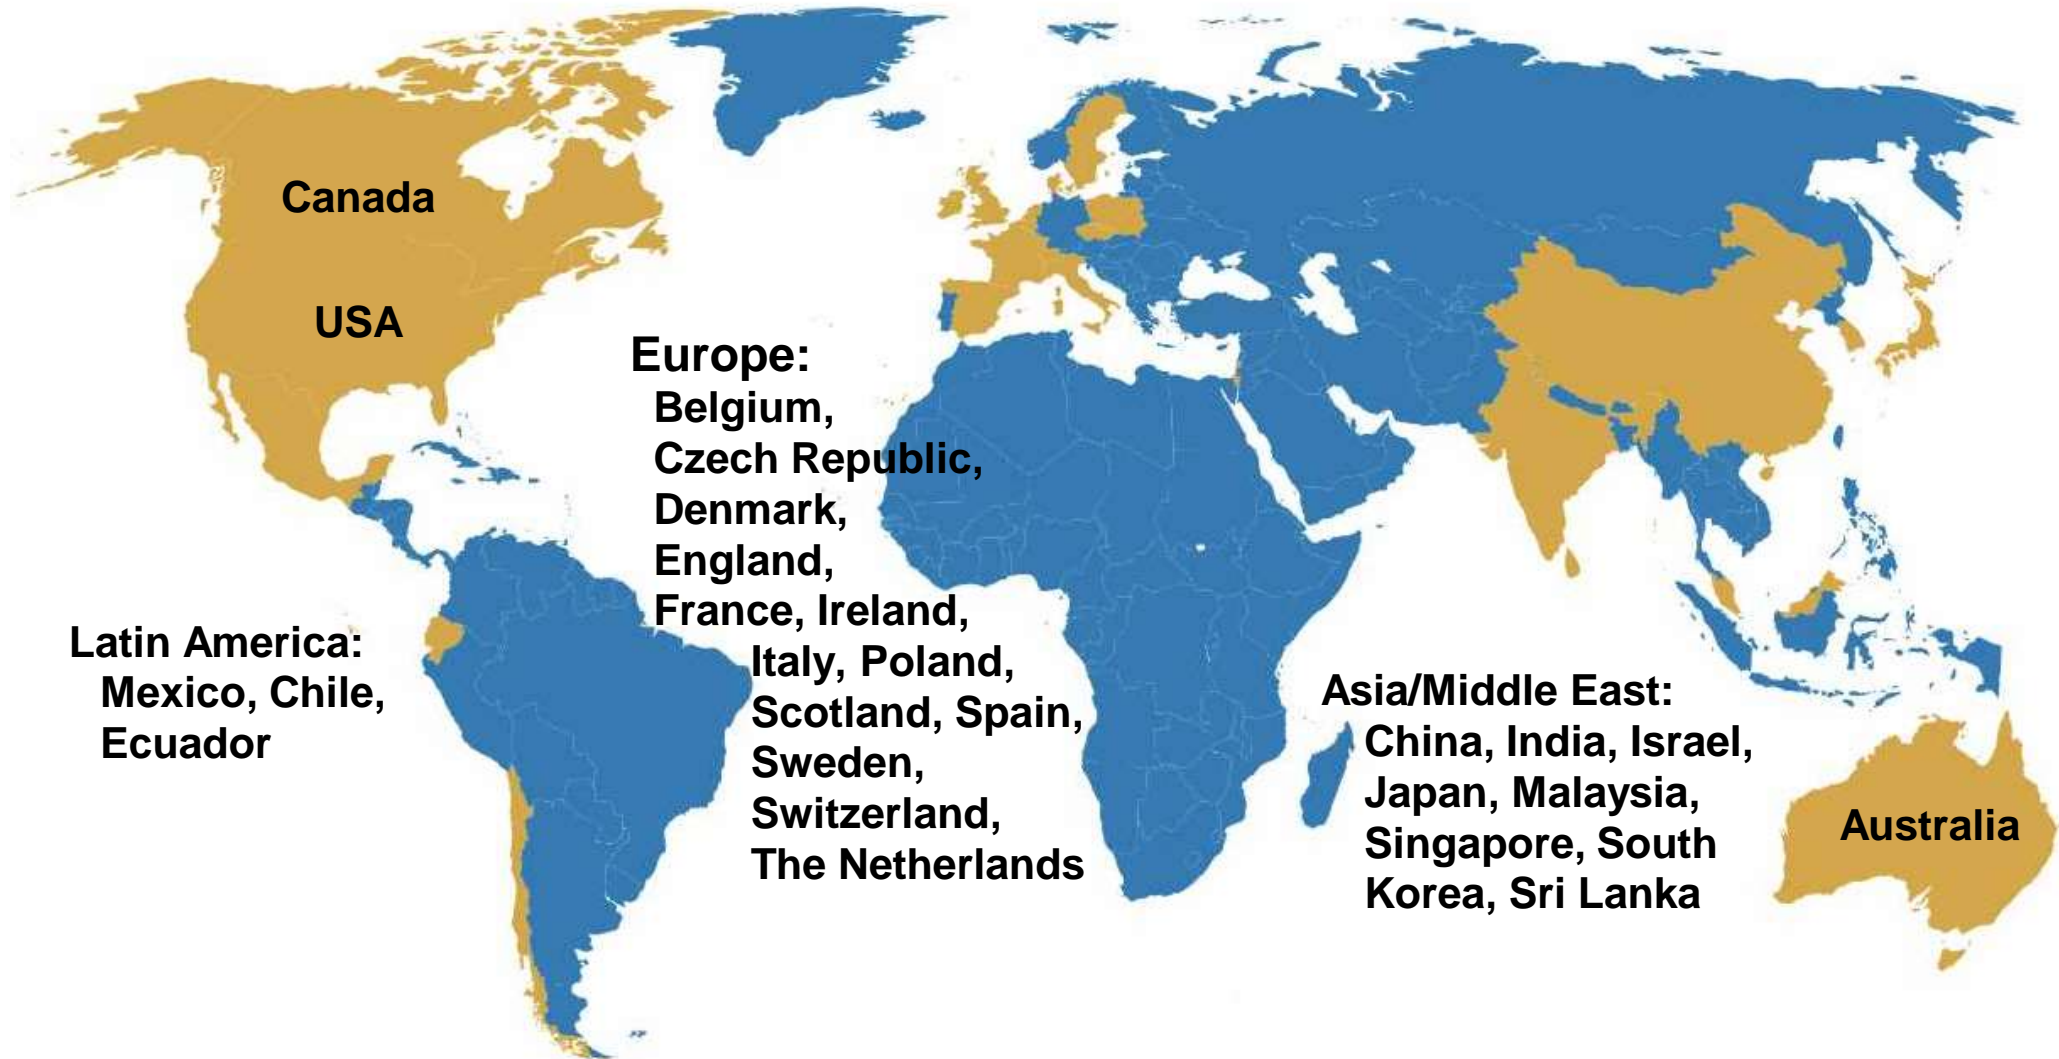 Canada
USA
Europe:
Belgium,
Czech Republic,
Denmark,
England,
France, Ireland,
Italy, Poland,
Scotland, Spain,
Sweden,
Switzerland,
The Netherlands
Latin America:
Mexico, Chile,
Ecuador
Asia/Middle East:
China, India, Israel,
Japan, Malaysia,
Singapore, South
Korea, Sri Lanka
Australia